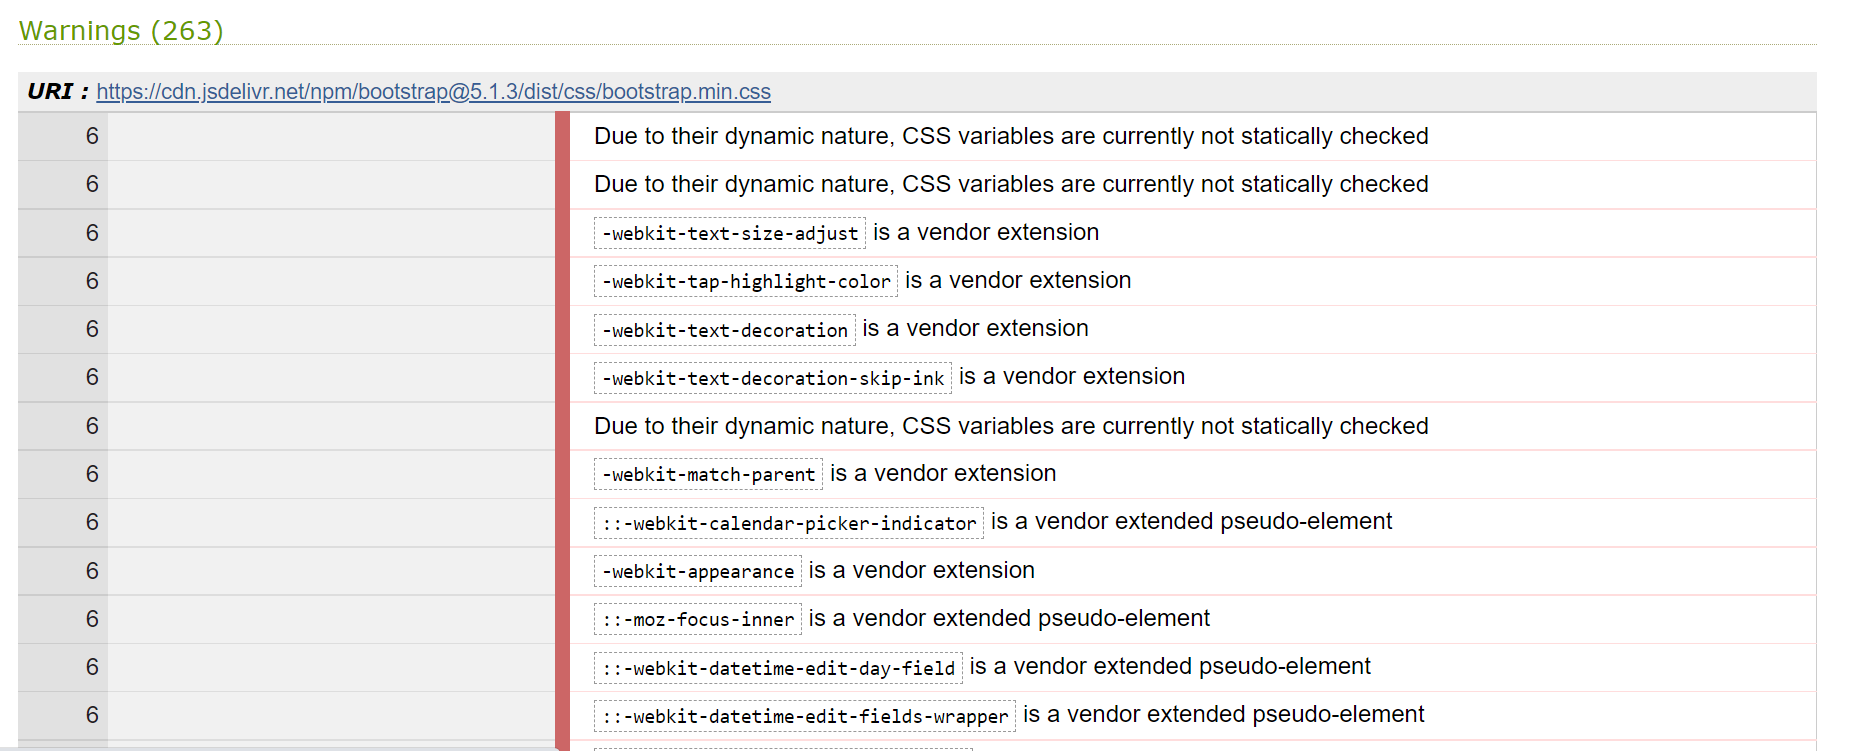 Warnings (263)
URI : https://cdn.jsdelivr.net/npm/bootstrap@5.1.3/dist/css/bootstrap.min.css
6 Due to their dynamic nature, CSS variables are currently not statically checked
6 Due to their dynamic nature, CSS variables are currently not statically checked
6 -webkit-text-size-adjust is a vendor extension
6 -webkit-tap-highlight-color is a vendor extension
6 -webkit-text-decoration is a vendor extension
6 -webkit-text-decoration-skip-ink is a vendor extension
6 Due to their dynamic nature, CSS variables are currently not statically checked
6 -webkit-match-parent is a vendor extension
6 ::-webkit-calendar-picker-indicator is a vendor extended pseudo-element
6 -webkit-appearance is a vendor extension
6 ::-moz-focus-inner is a vendor extended pseudo-element
6 ::-webkit-datetime-edit-day-field is a vendor extended pseudo-element
6 ::-webkit-datetime-edit-fields-wrapper is a vendor extended pseudo-element